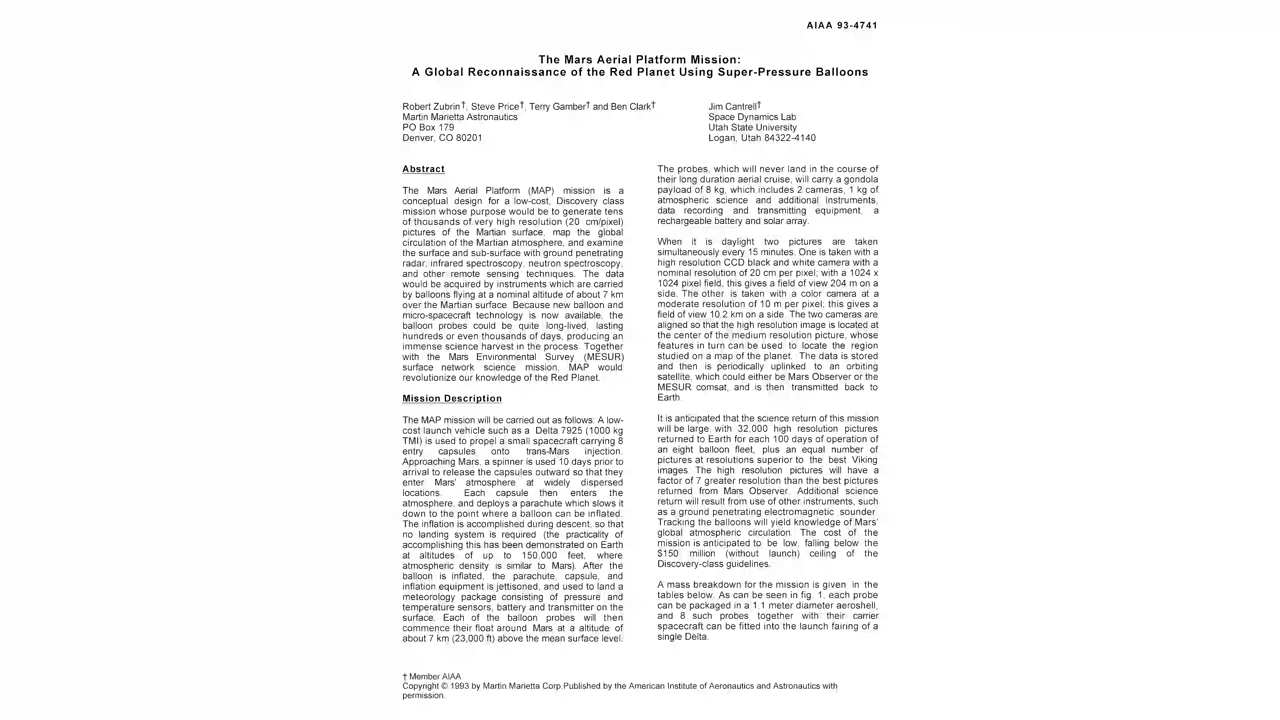 AIAA 93-4741
The Mars Aerial Platform Mission:
A Global Reconnaissance of the Red Planet Using Super-Pressure Balloons
Robert Zubrin†, Steve Price†, Terry Gamber† and Ben Clark†
Martin Marietta Astronautics
PO Box 179
Denver, CO 80201
Jim Cantrell†
Space Dynamics Lab
Utah State University
Logan, Utah 84322-4140
Abstract
The Mars Aerial Platform (MAP) mission is a
conceptual design for a low-cost, Discovery class
mission whose purpose would be to generate tens
of thousands of very high resolution (20 cm/pixel)
pictures of the Martian surface, map the global
circulation of the Martian atmosphere, and examine
the surface and sub-surface with ground penetrating
radar, infrared spectroscopy, neutron spectroscopy,
and other remote sensing techniques. The data
would be acquired by instruments which are carried
by balloons flying at a nominal altitude of about 7 km
over the Martian surface. Because new balloon and
micro-spacecraft technology is now available, the
balloon probes could be quite long-lived, lasting
hundreds or even thousands of days, producing an
immense science harvest in the process. Together
with the Mars Environmental Survey (MESUR)
surface network science mission, MAP would
revolutionize our knowledge of the Red Planet.
Mission Description
The MAP mission will be carried out as follows: A low-
cost launch vehicle such as a Delta 7925 (1000 kg
TMI) is used to propel a small spacecraft carrying 8
entry capsules onto trans-Mars injection.
Approaching Mars, a spinner is used 10 days prior to
arrival to release the capsules outward so that they
enter Mars' atmosphere at widely dispersed
locations. Each capsule then enters the
atmosphere, and deploys a parachute which slows it
down to the point where a balloon can be inflated.
The inflation is accomplished during descent, so that
no landing system is required (the practicality of
accomplishing this has been demonstrated on Earth
at altitudes of up to 150,000 feet, where
atmospheric density is similar to Mars). After the
balloon is inflated, the parachute, capsule, and
inflation equipment is jettisoned, and used to land a
meteorology package consisting of pressure and
temperature sensors, battery and transmitter on the
surface. Each of the balloon probes will then
commence their float around Mars at a altitude of
about 7 km (23,000 ft) above the mean surface level.
The probes, which will never land in the course of
their long duration aerial cruise, will carry a gondola
payload of 8 kg, which includes 2 cameras, 1 kg of
atmospheric science and additional Instruments,
data recording and transmitting equipment, a
rechargeable battery and solar array.
When it is daylight two pictures are taken
simultaneously every 15 minutes. One is taken with a
high resolution CCD black and white camera with a
nominal resolution of 20 cm per pixel; with a 1024 x
1024 pixel field, this gives a field of view 204 m on a
side. The other is taken with a color camera at a
moderate resolution of 10 m per pixel; this gives a
field of view 10.2 km on a side. The two cameras are
aligned so that the high resolution image is located at
the center of the medium resolution picture, whose
features in turn can be used to locate the region
studied on a map of the planet. The data is stored
and then is periodically uplinked to an orbiting
satellite, which could either be Mars Observer or the
MESUR comsat, and is then transmitted back to
Earth.
It is anticipated that the science return of this mission
will be large, with 32,000 high resolution pictures
returned to Earth for each 100 days of operation of
an eight balloon fleet, plus an equal number of
pictures at resolutions superior to the best Viking
images. The high resolution pictures will have a
factor of 7 greater resolution than the best pictures
returned from Mars Observer. Additional science
return will result from use of other instruments, such
as a ground penetrating electromagnetic sounder.
Tracking the balloons will yield knowledge of Mars'
global atmospheric circulation. The cost of the
mission is anticipated to be low, falling below the
$150 million (without launch) ceiling of the
Discovery-class guidelines.
A mass breakdown for the mission is given In the
tables below. As can be seen in fig. 1, each probe
can be packaged in a 1.1 meter diameter aeroshell,
and 8 such probes together with their carrier
spacecraft can be fitted into the launch fairing of a
single Delta.
† Member AIAA
Copyright © 1993 by Martin Marietta Corp.Published by the American Institute of Aeronautics and Astronautics with
permission.